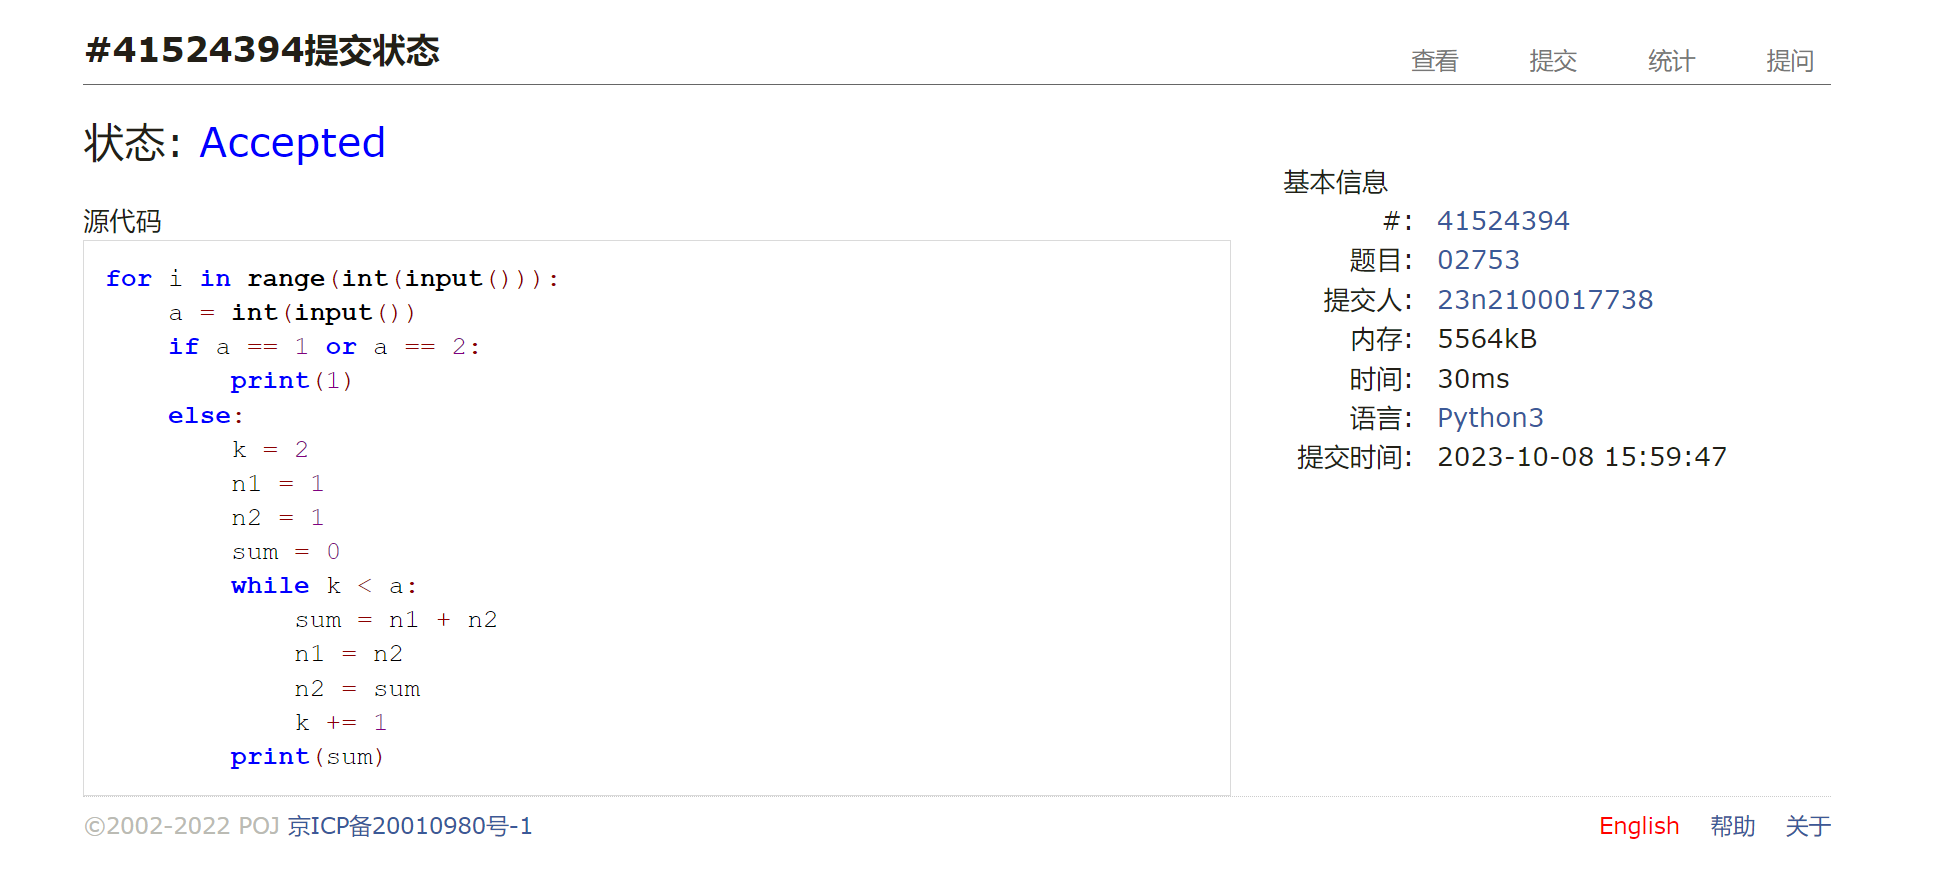 #41524394提交状态
查看 提交 统计 提问
状态: Accepted
源代码
for i in range(int(input())):
    a = int(input())
    if a == 1 or a == 2:
        print(1)
    else:
        k = 2
        n1 = 1
        n2 = 1
        sum = 0
        while k < a:
            sum = n1 + n2
            n1 = n2
            n2 = sum
            k += 1
        print(sum)
基本信息
#: 41524394
题目: 02753
提交人: 23n2100017738
内存: 5564kB
时间: 30ms
语言: Python3
提交时间: 2023-10-08 15:59:47
©2002-2022 POJ 京ICP备20010980号-1
English 帮助 关于